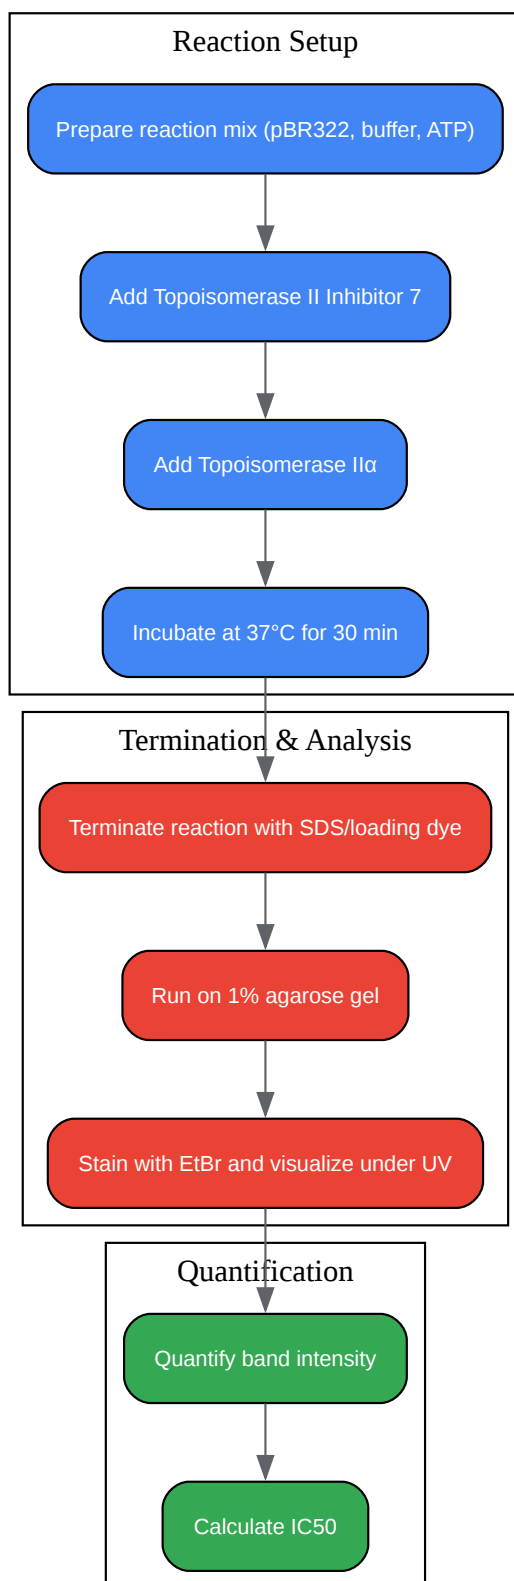 Reaction Setup
Prepare reaction mix (pBR322, buffer, ATP)
Add Topoisomerase II Inhibitor 7
Add Topoisomerase IIα
Incubate at 37°C for 30 min
Termination & Analysis
Terminate reaction with SDS/loading dye
Run on 1% agarose gel
Stain with EtBr and visualize under UV
Quantification
Quantify band intensity
Calculate IC50